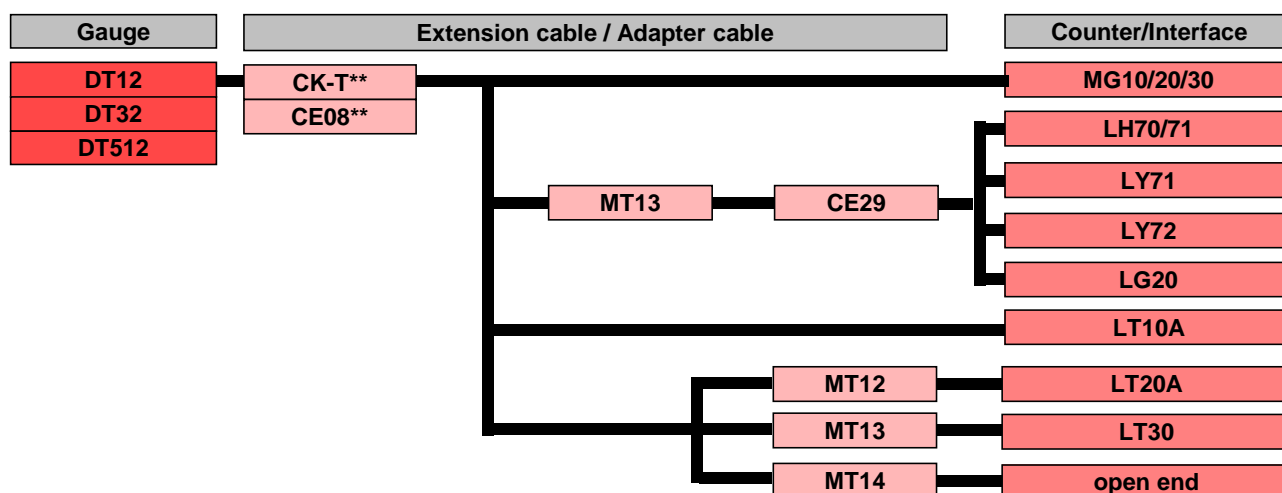 Gauge
Extension cable / Adapter cable
Counter/Interface
DT12
CK-T**
MG10/20/30
DT32
CE08**
LH70/71
DT512
LY71
MT13
CE29
LY72
LG20
LT10A
MT12
LT20A
MT13
LT30
MT14
open end